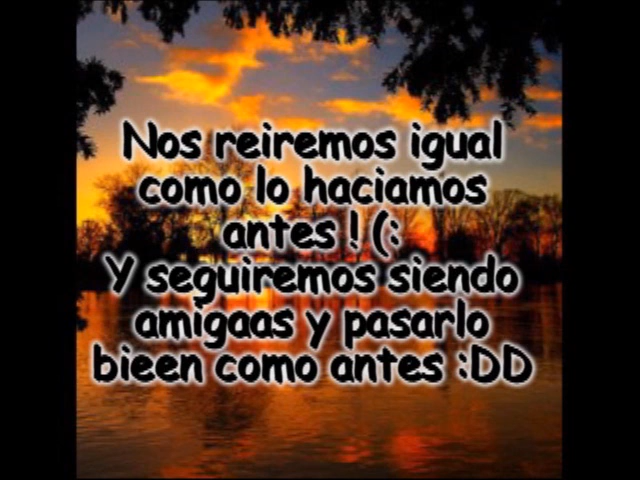 Nos reiremos igual
como lo haciamos
antes ! (:
Y seguiremos siendo
amigaas y pasarlo
bieen como antes :DD